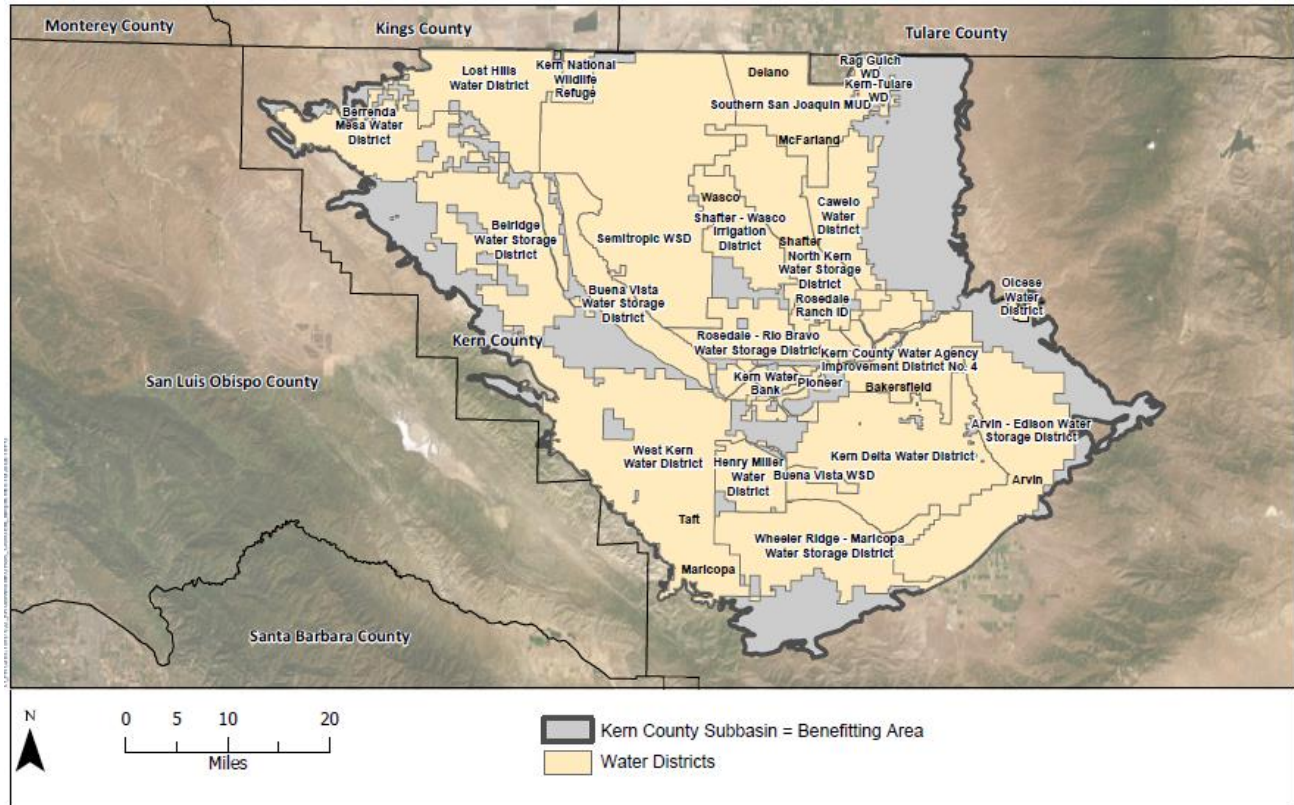 Monterey County
Kings County
Tulare County
Lost Hills
Water District
Kern National
Wildlife
Refuge
Delano
Rag Gulch
WD
Kern-Tulare
WD
Southern San Joaquin MUD
Berrenda
Mesa Water
District
McFarland
Wasco
Cawelo
Water
District
Shafter - Wasco
Irrigation
District
Belridge
Water Storage
District
Semitropic WSD
Shafter
North Kern
Water Storage
District
Olcese
Water
District
Buena Vista
Water Storage
District
Rosedale
Ranch ID
Kern County
Rosedale - Rio Bravo
Water Storage District
Kern County Water Agency
Improvement District No. 4
San Luis Obispo County
Kern Water
Bank
Pioneer
Bakersfield
Arvin - Edison Water
Storage District
West Kern
Water District
Henry Miller
Water
District
Buena Vista WSD
Kern Delta Water District
Arvin
Taft
Wheeler Ridge - Maricopa
Water Storage District
Maricopa
Santa Barbara County
N
0 5 10 20
Miles
Kern County Subbasin = Benefitting Area
Water Districts